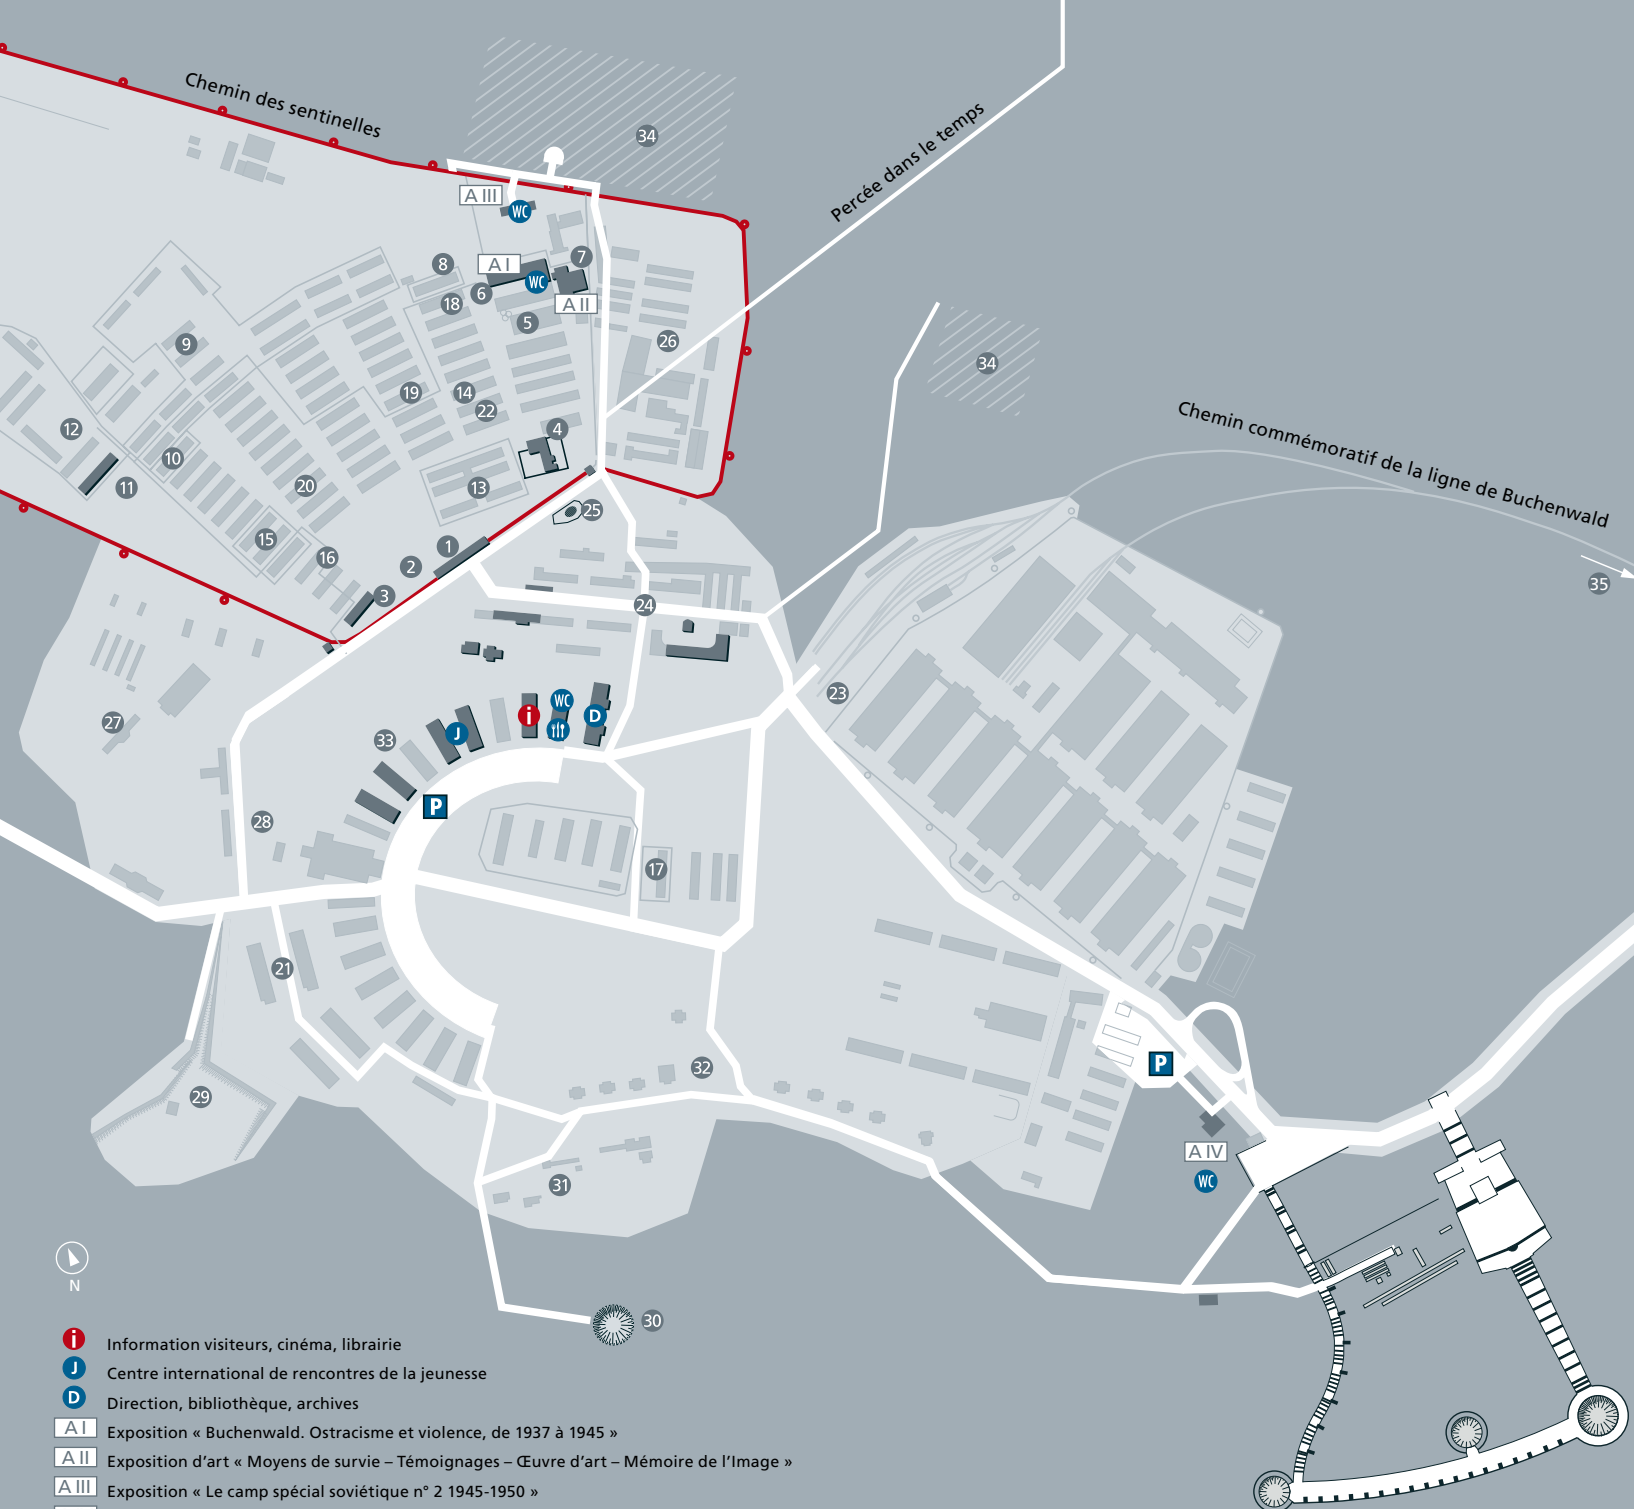 Chemin des sentinelles
34
Percée dans le temps
A III
WC
7
8
A I
WC
6
18
A II
5
26
9
34
19
14
22
Chemin commémoratif de la ligne de Buchenwald
12
4
10
11
20
13
25
15
1
16
2
35
3
24
23
WC
i
D
27
J
33
P
28
17
21
32
P
29
A IV
WC
31
N
30
i Information visiteurs, cinéma, librairie
J Centre international de rencontres de la jeunesse
D Direction, bibliothèque, archives
A I Exposition « Buchenwald. Ostracisme et violence, de 1937 à 1945 »
A II Exposition d’art « Moyens de survie – Témoignages – Œuvre d’art – Mémoire de l’Image »
A III Exposition « Le camp spécial soviétique n° 2 1945-1950 »